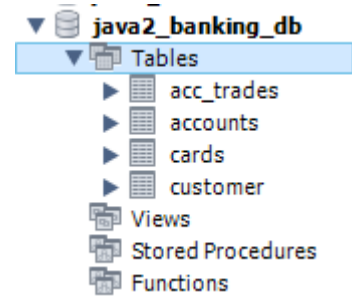 java2_banking_db
Tables
acc_trades
accounts
cards
customer
Views
Stored Procedures
Functions